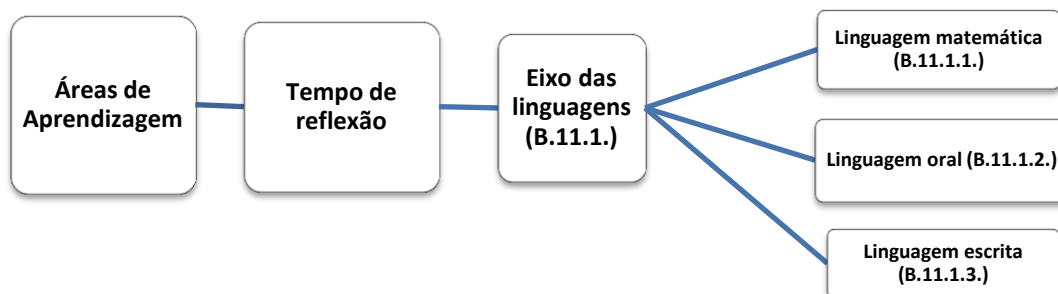 Áreas de
Aprendizagem
Tempo de
reflexão
Eixo das
linguagens
(B.11.1.)
Linguagem matemática
(B.11.1.1.)
Linguagem oral (B.11.1.2.)
Linguagem escrita
(B.11.1.3.)